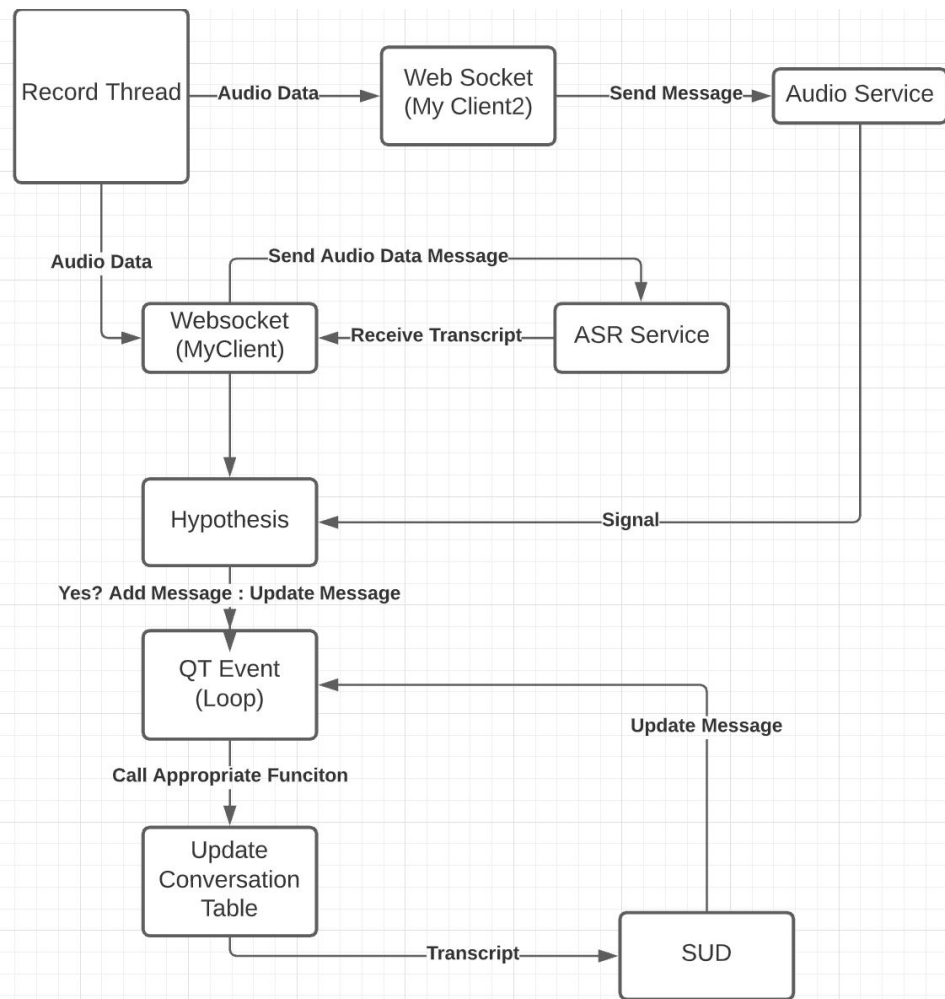 Record Thread
Audio Data
Web Socket
(My Client2)
Send Message
Audio Service
Audio Data
Send Audio Data Message
Websocket
(MyClient)
Receive Transcript
ASR Service
Hypothesis
Signal
Yes? Add Message : Update Message
QT Event
(Loop)
Update Message
Call Appropriate Funciton
Update
Conversation
Table
Transcript
SUD